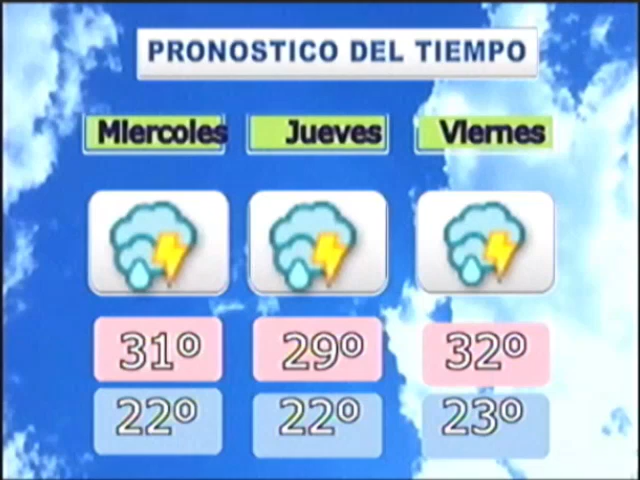 PRONOSTICO DEL TIEMPO
MIercoles Jueves VIernes
31º 29º 32º
22º 22º 23º